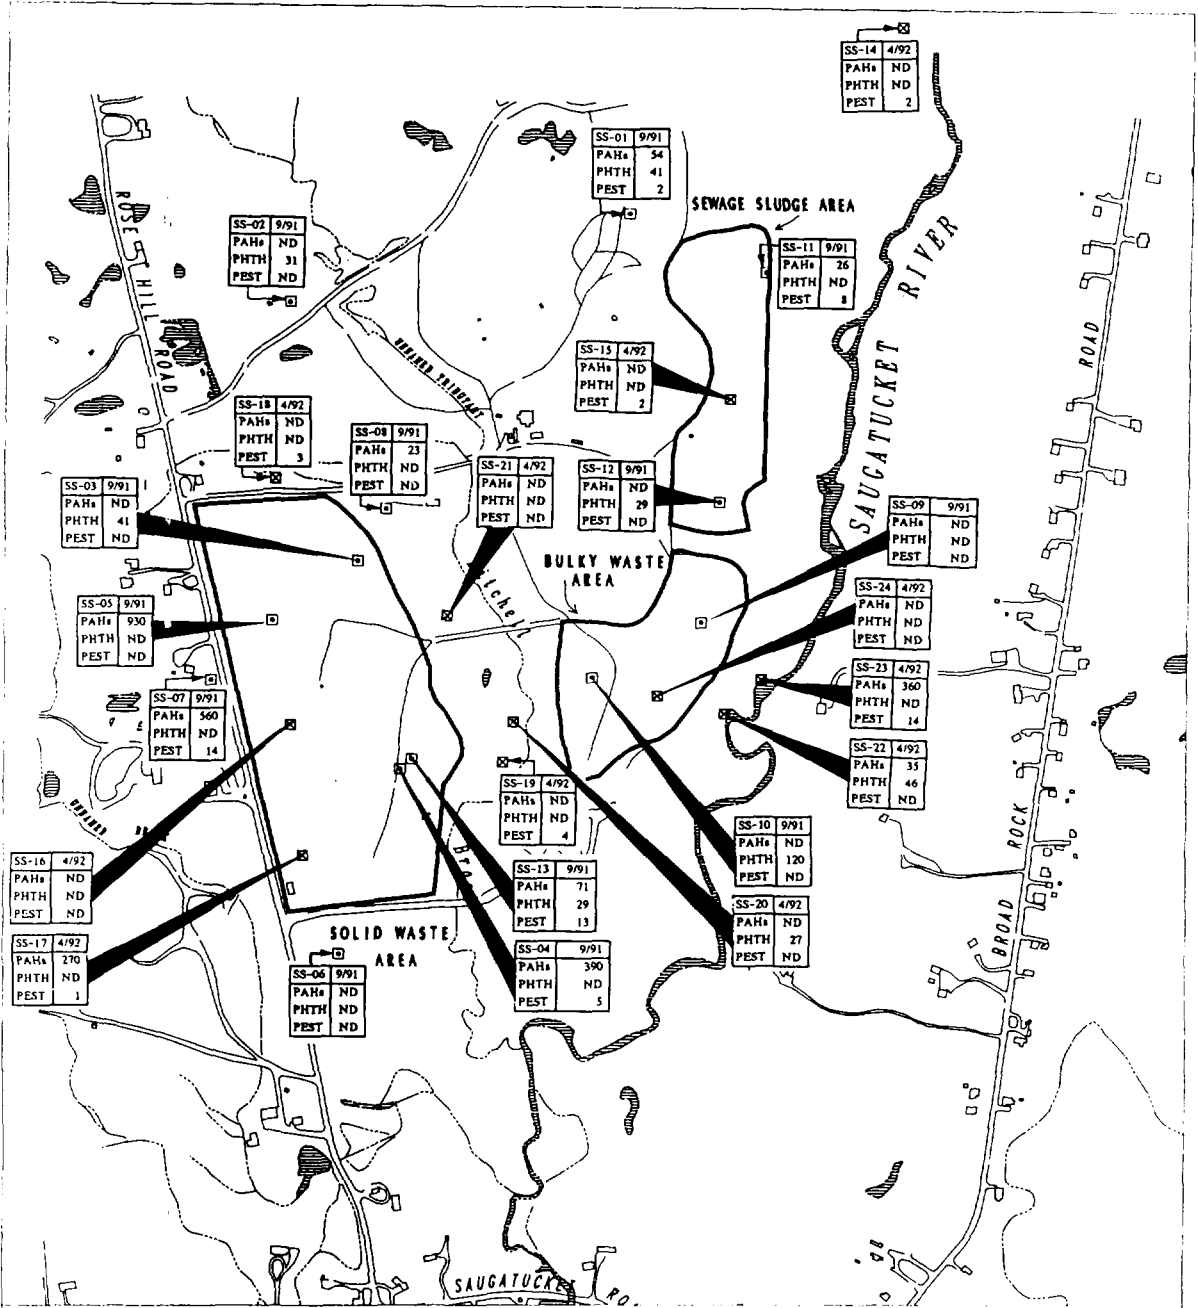 SS-14 4/92
PAHs ND
PHTH ND
PEST 2
SS-01 9/91
PAHs 54
PHTH 41
PEST 2
SEWAGE SLUDGE AREA
SS-02 9/91
PAHs ND
PHTH 31
PEST ND
SS-11 9/91
PAHs 26
PHTH ND
PEST 8
ROSE HILL ROAD
SAUGATUCKET RIVER
ROAD
UNNAMED TRIBUTARY
SS-15 4/92
PAHs ND
PHTH ND
PEST 2
SS-18 4/92
PAHs ND
PHTH ND
PEST 3
SS-08 9/91
PAHs 23
PHTH ND
PEST ND
SS-21 4/92
PAHs ND
PHTH ND
PEST ND
SS-12 9/91
PAHs ND
PHTH 29
PEST ND
SS-03 9/91
PAHs ND
PHTH 41
PEST ND
SS-09 9/91
PAHs ND
PHTH ND
PEST ND
BULKY WASTE
AREA
SS-24 4/92
PAHs ND
PHTH ND
PEST ND
SS-05 9/91
PAHs 930
PHTH ND
PEST ND
SS-23 4/92
PAHs 360
PHTH ND
PEST 14
SS-07 9/91
PAHs 560
PHTH ND
PEST 14
SS-22 4/92
PAHs 35
PHTH 46
PEST ND
SS-19 4/92
PAHs ND
PHTH ND
PEST 4
SS-10 9/91
PAHs ND
PHTH 120
PEST ND
UNNAMED
SS-16 4/92
PAHs ND
PHTH ND
PEST ND
SS-13 9/91
PAHs 71
PHTH 29
PEST 13
SS-20 4/92
PAHs ND
PHTH 27
PEST ND
BROAD ROCK
SS-17 4/92
PAHs 270
PHTH ND
PEST 1
SOLID WASTE
AREA
SS-04 9/91
PAHs 390
PHTH ND
PEST 5
SS-06 9/91
PAHs ND
PHTH ND
PEST ND
SAUGATUCKET